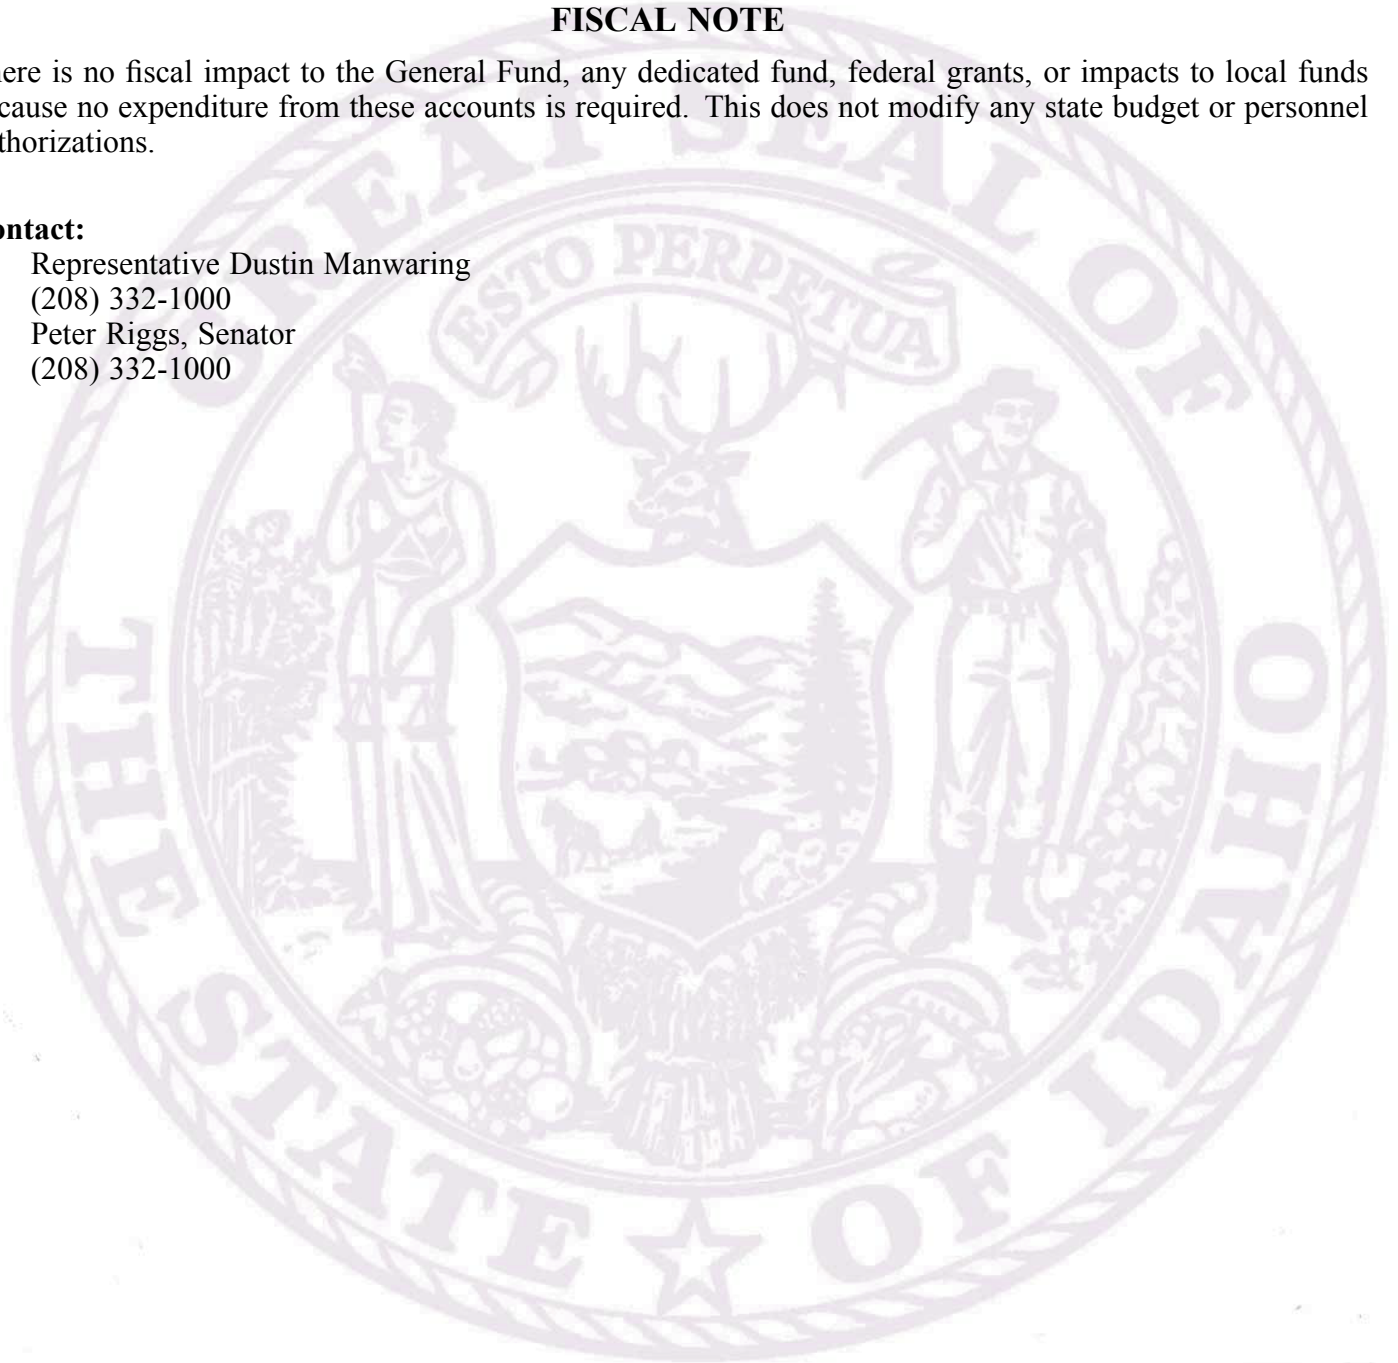 FISCAL NOTE
here is no fiscal impact to the General Fund, any dedicated fund, federal grants, or impacts to local funds
cause no expenditure from these accounts is required. This does not modify any state budget or personnel
thorizations.
ontact:
Representative Dustin Manwaring
(208) 332-1000
Peter Riggs, Senator
(208) 332-1000
GREAT SEAL OF
THE STATE OF IDAHO
ESTO PERPETUA